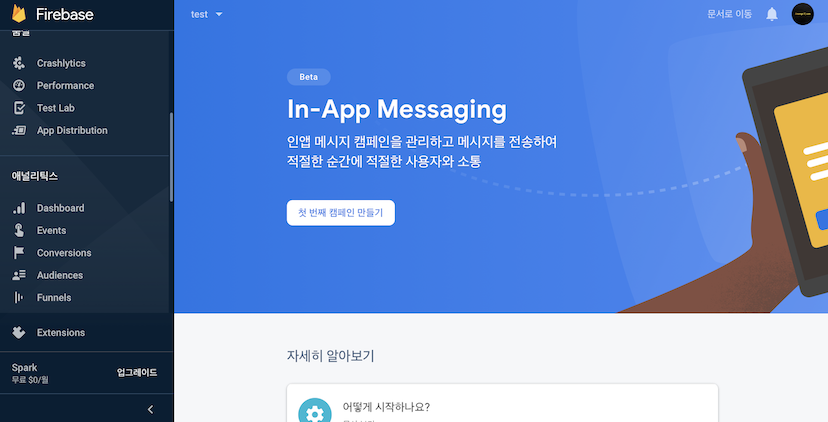 Firebase
test
문서로 이동
Crashlytics
Performance
Test Lab
App Distribution
애널리틱스
Dashboard
Events
Conversions
Audiences
Funnels
Extensions
Spark
무료 $0/월
업그레이드
Beta
In-App Messaging
인앱 메시지 캠페인을 관리하고 메시지를 전송하여
적절한 순간에 적절한 사용자와 소통
첫 번째 캠페인 만들기
자세히 알아보기
어떻게 시작하나요?